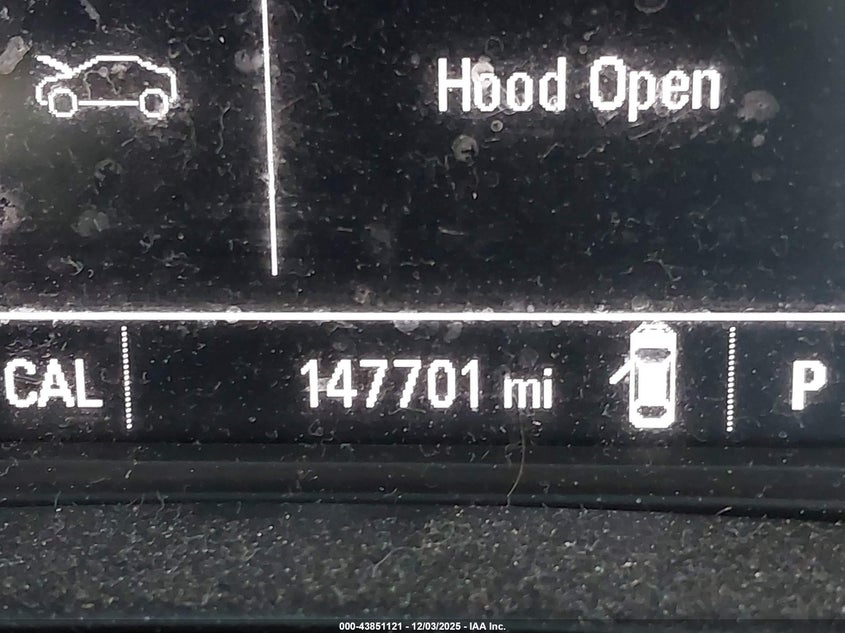 Hood Open
CAL 147701 mi P
000-43851121 - 12/03/2025 - IAA Inc.